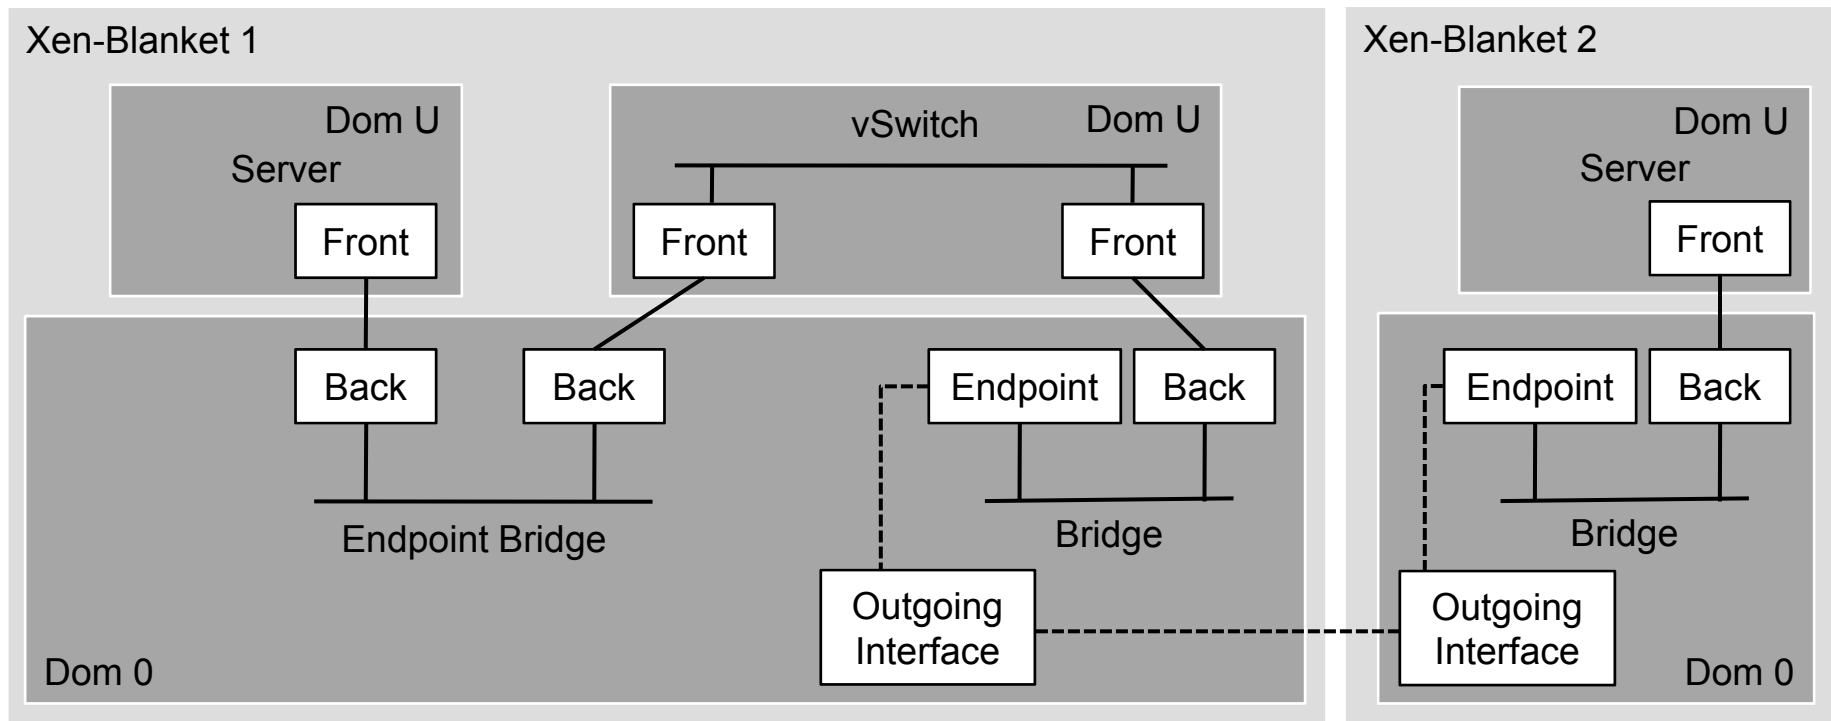 Xen-Blanket 1
Dom U
Server
Front
vSwitch
Dom U
Front
Front
Back
Back
Endpoint
Back
Endpoint Bridge
Bridge
Outgoing
Interface
Dom 0
Xen-Blanket 2
Dom U
Server
Front
Endpoint
Back
Bridge
Outgoing
Interface
Dom 0